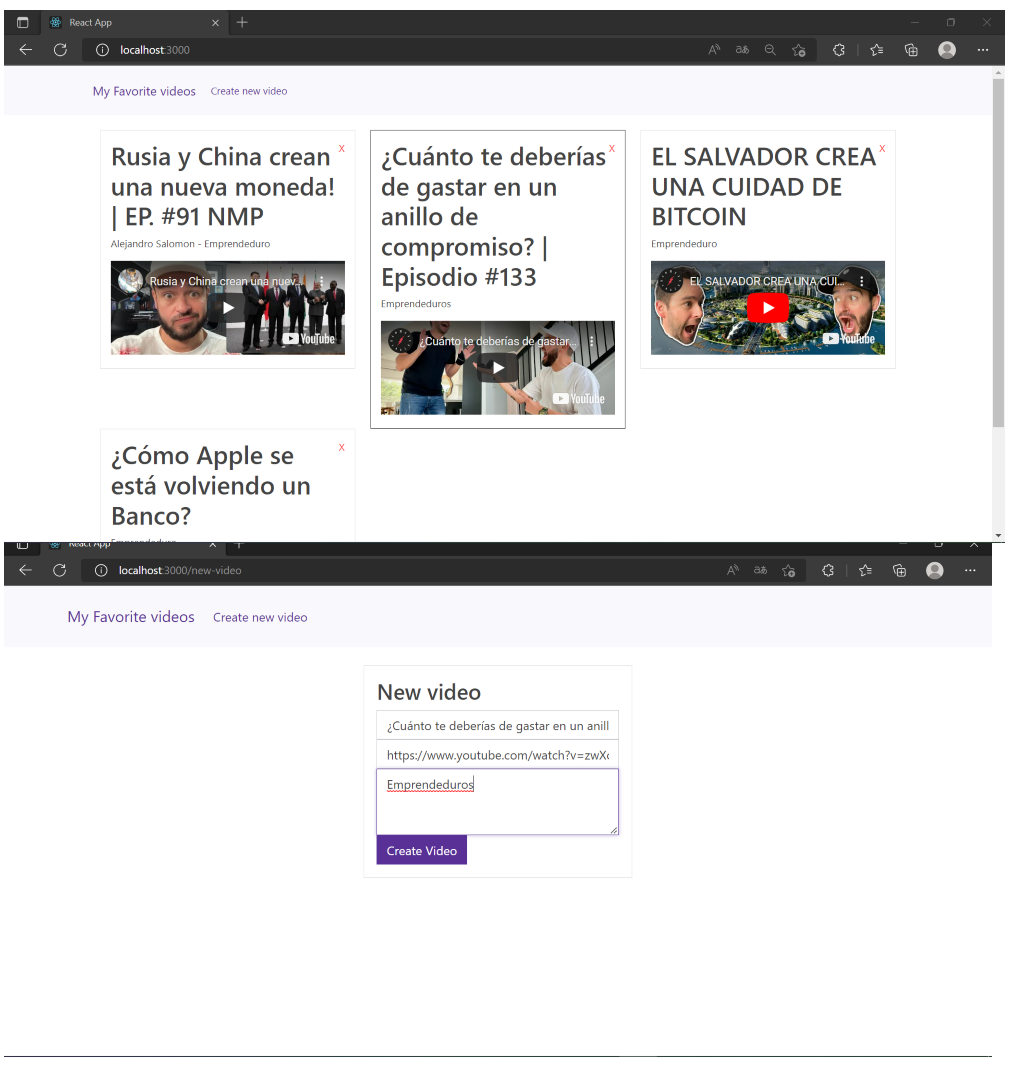 React App
localhost:3000
My Favorite videos Create new video
Rusia y China crean
una nueva moneda!
| EP. #91 NMP
X
Alejandro Salomon - Emprendeduro
Rusia y China crean una nuev...
YouTube
¿Cuánto te deberías
de gastar en un
anillo de
compromiso? |
Episodio #133
X
Emprendeduros
¿Cuánto te deberías de gastar...
YouTube
EL SALVADOR CREA
UNA CUIDAD DE
BITCOIN
X
Emprendeduro
EL SALVADOR CREA UNA CUI...
YouTube
¿Cómo Apple se
está volviendo un
Banco?
X
Emprendeduro
React App
localhost:3000/new-video
My Favorite videos Create new video
New video
¿Cuánto te deberías de gastar en un anill
https://www.youtube.com/watch?v=zwX
Emprendeduros
Create Video